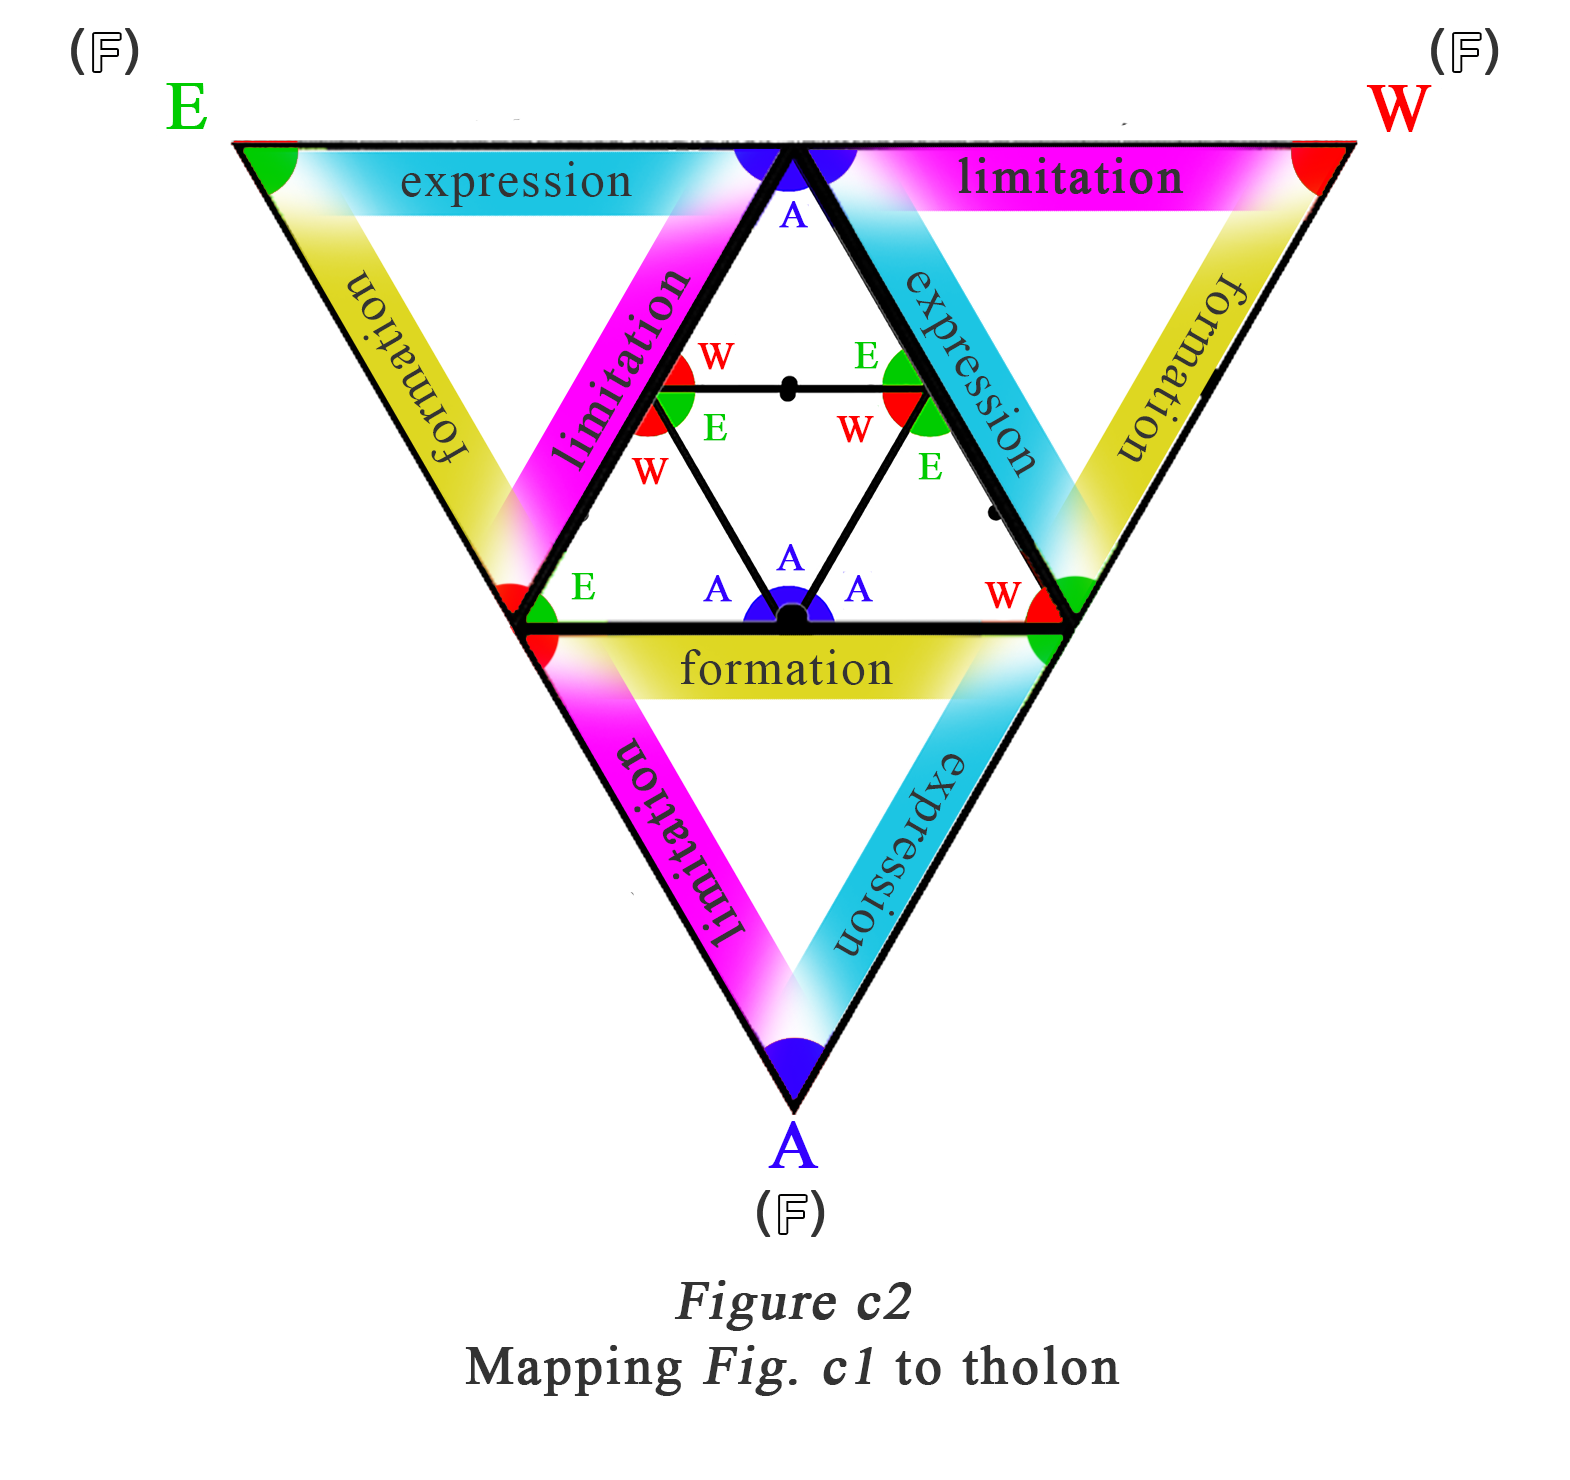 (F) (F)
E W
expression limitation
A
formation limitation expression formation
W E
E W
W E
E A A A W
formation
limitation expression
A
(F)
Figure c2
Mapping Fig. c1 to tholon